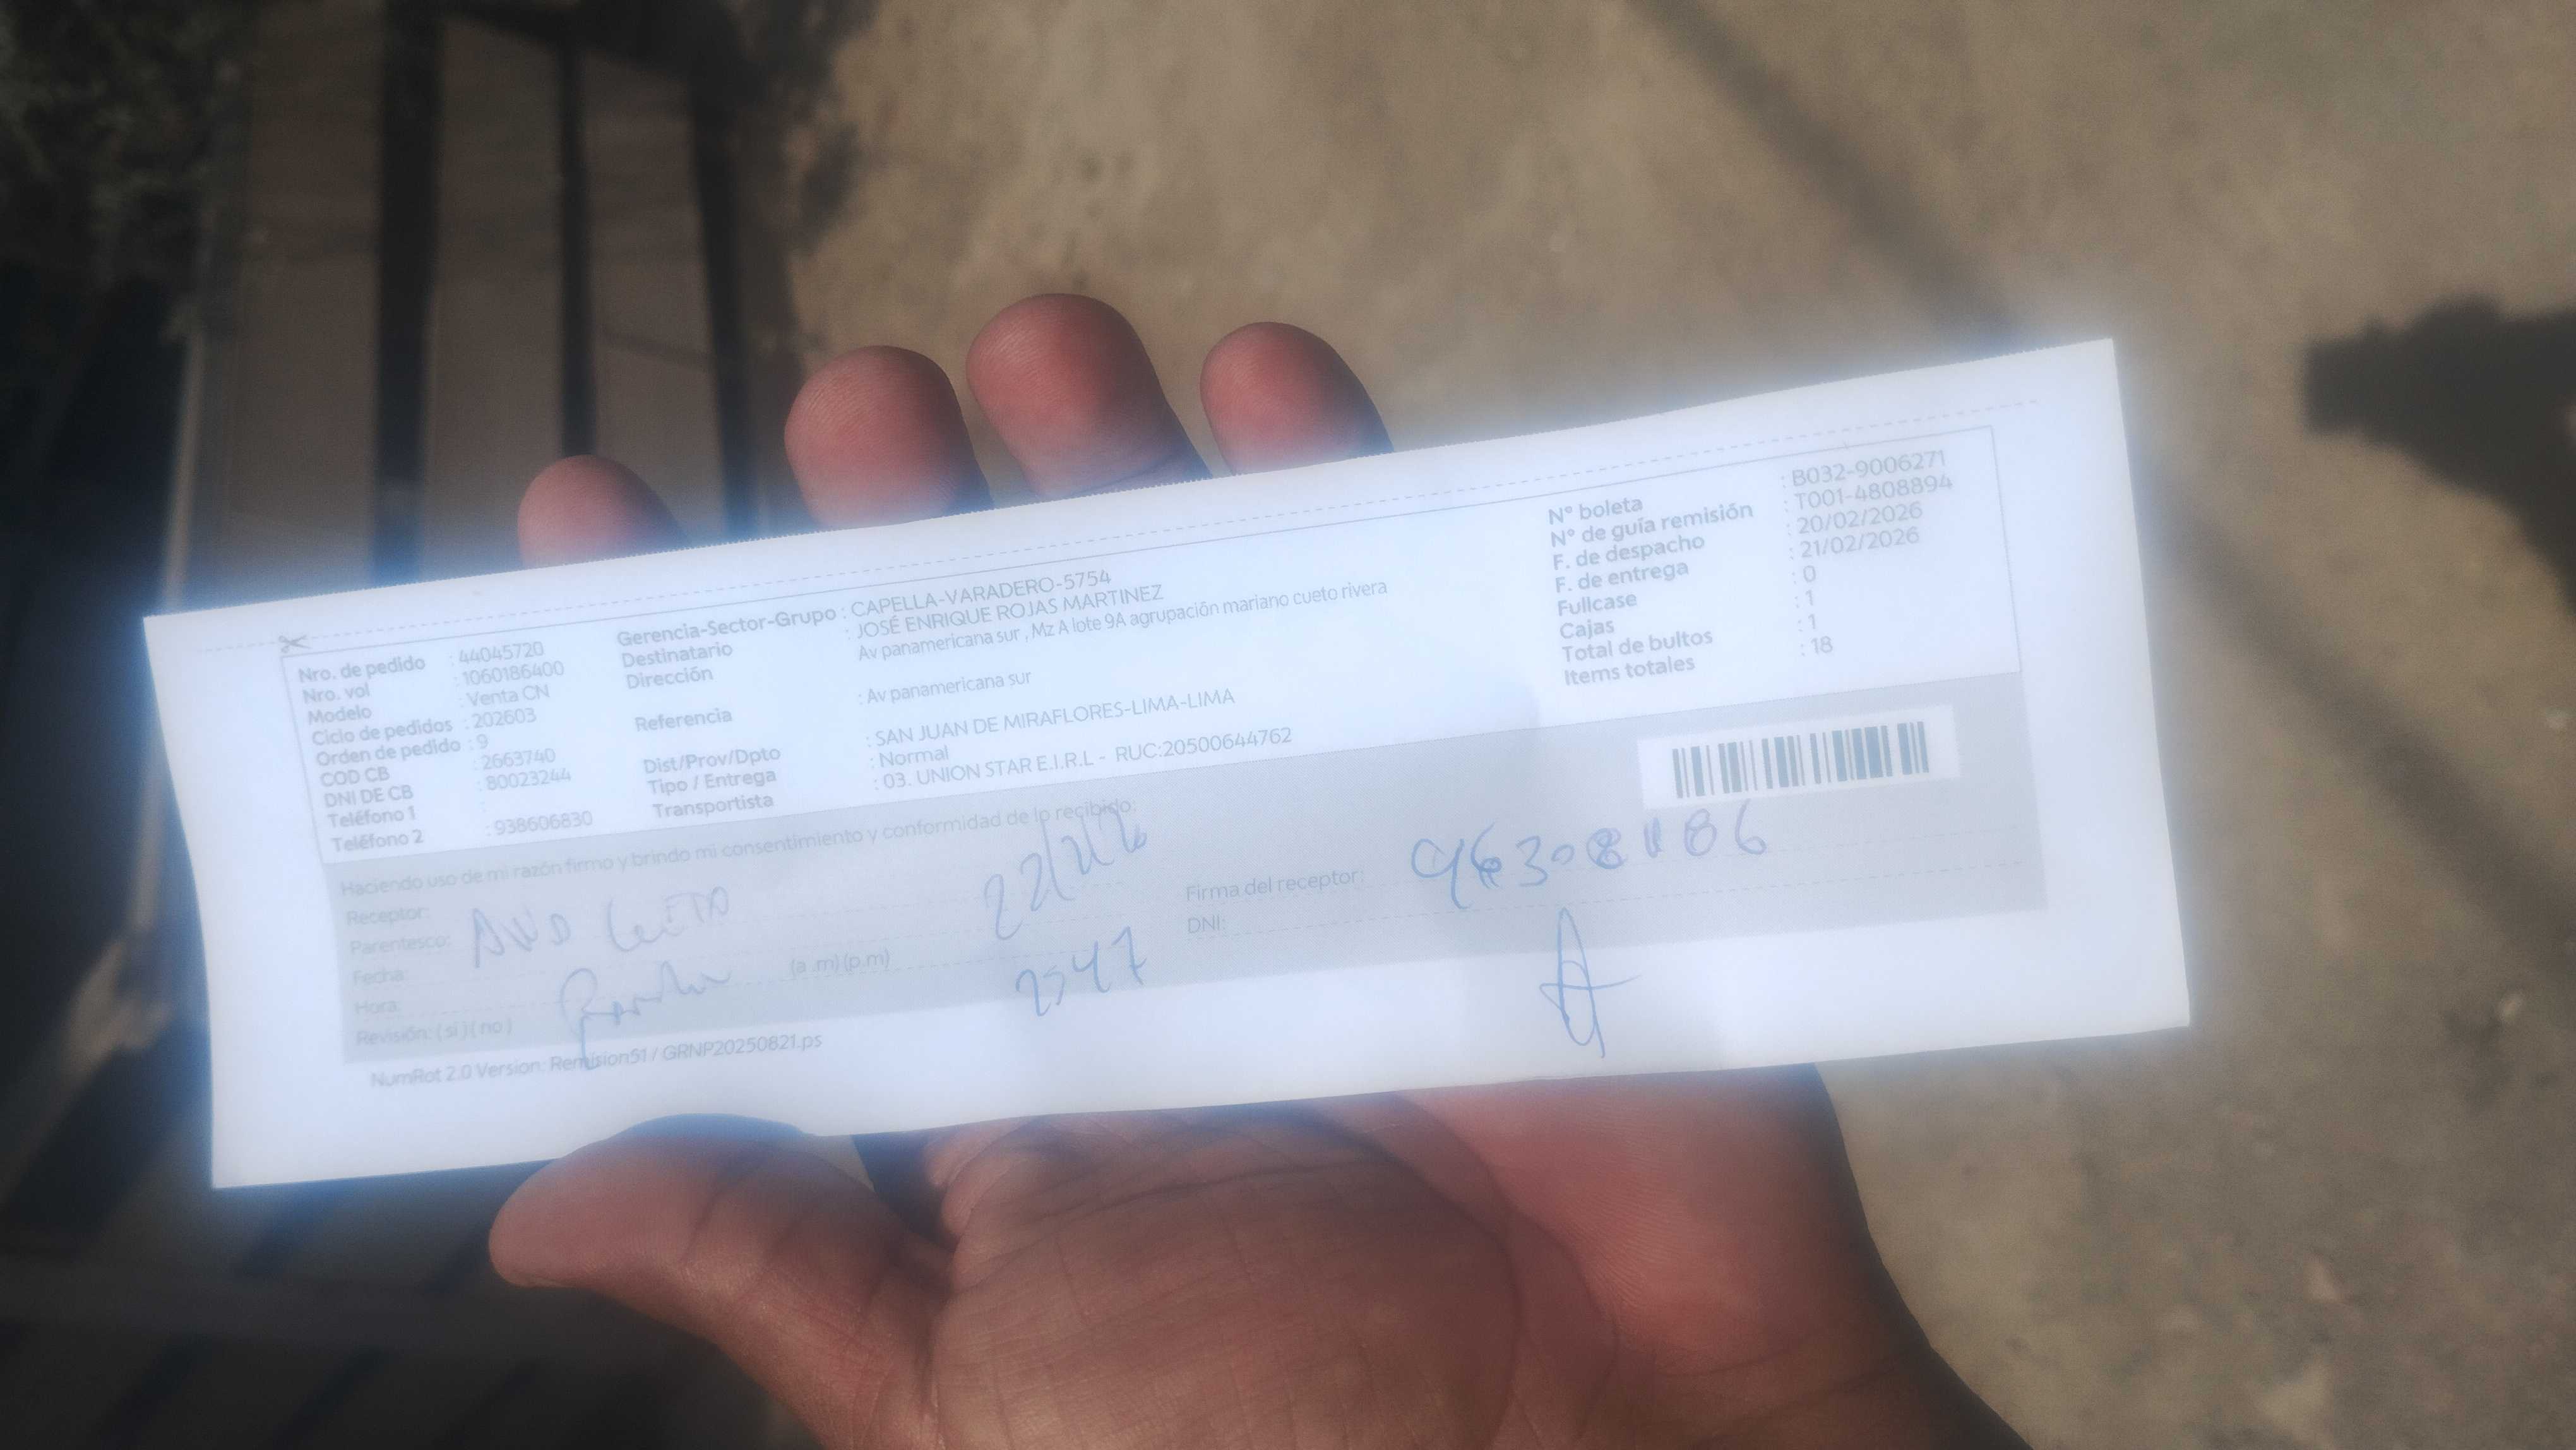 Nro. de pedido : 44045720
Nro. vol : 1060186400
Modelo : Venta CN
Ciclo de pedidos : 202603
Orden de pedido : 9
COD CB : 2663740
DNI DE CB : 80023244
Teléfono 1 :
Teléfono 2 : 938606830
Gerencia-Sector-Grupo : CAPELLA-VARADERO-5754
Destinatario : JOSÉ ENRIQUE ROJAS MARTINEZ
Dirección Av panamericana sur , Mz A lote 9A agrupación mariano cueto rivera
Referencia : Av panamericana sur
Dist/Prov/Dpto : SAN JUAN DE MIRAFLORES-LIMA-LIMA
Tipo / Entrega : Normal
Transportista : 03. UNION STAR E.I.R.L - RUC:20500644762
N° boleta : B032-9006271
N° de guía remisión : T001-4808894
F. de despacho : 20/02/2026
F. de entrega : 21/02/2026
Fullcase : 0
Cajas : 1
Total de bultos : 1
Items totales : 18
Haciendo uso de mi razón firmo y brindo mi consentimiento y conformidad de lo recibido:
Receptor:
Parentesco:
Fecha:
Hora: (a .m) (p.m)
Revisión: ( si ) ( no )
Firma del receptor:
DNI:
2547
NumRot 2.0 Version: Remision51 / GRNP20250821.ps